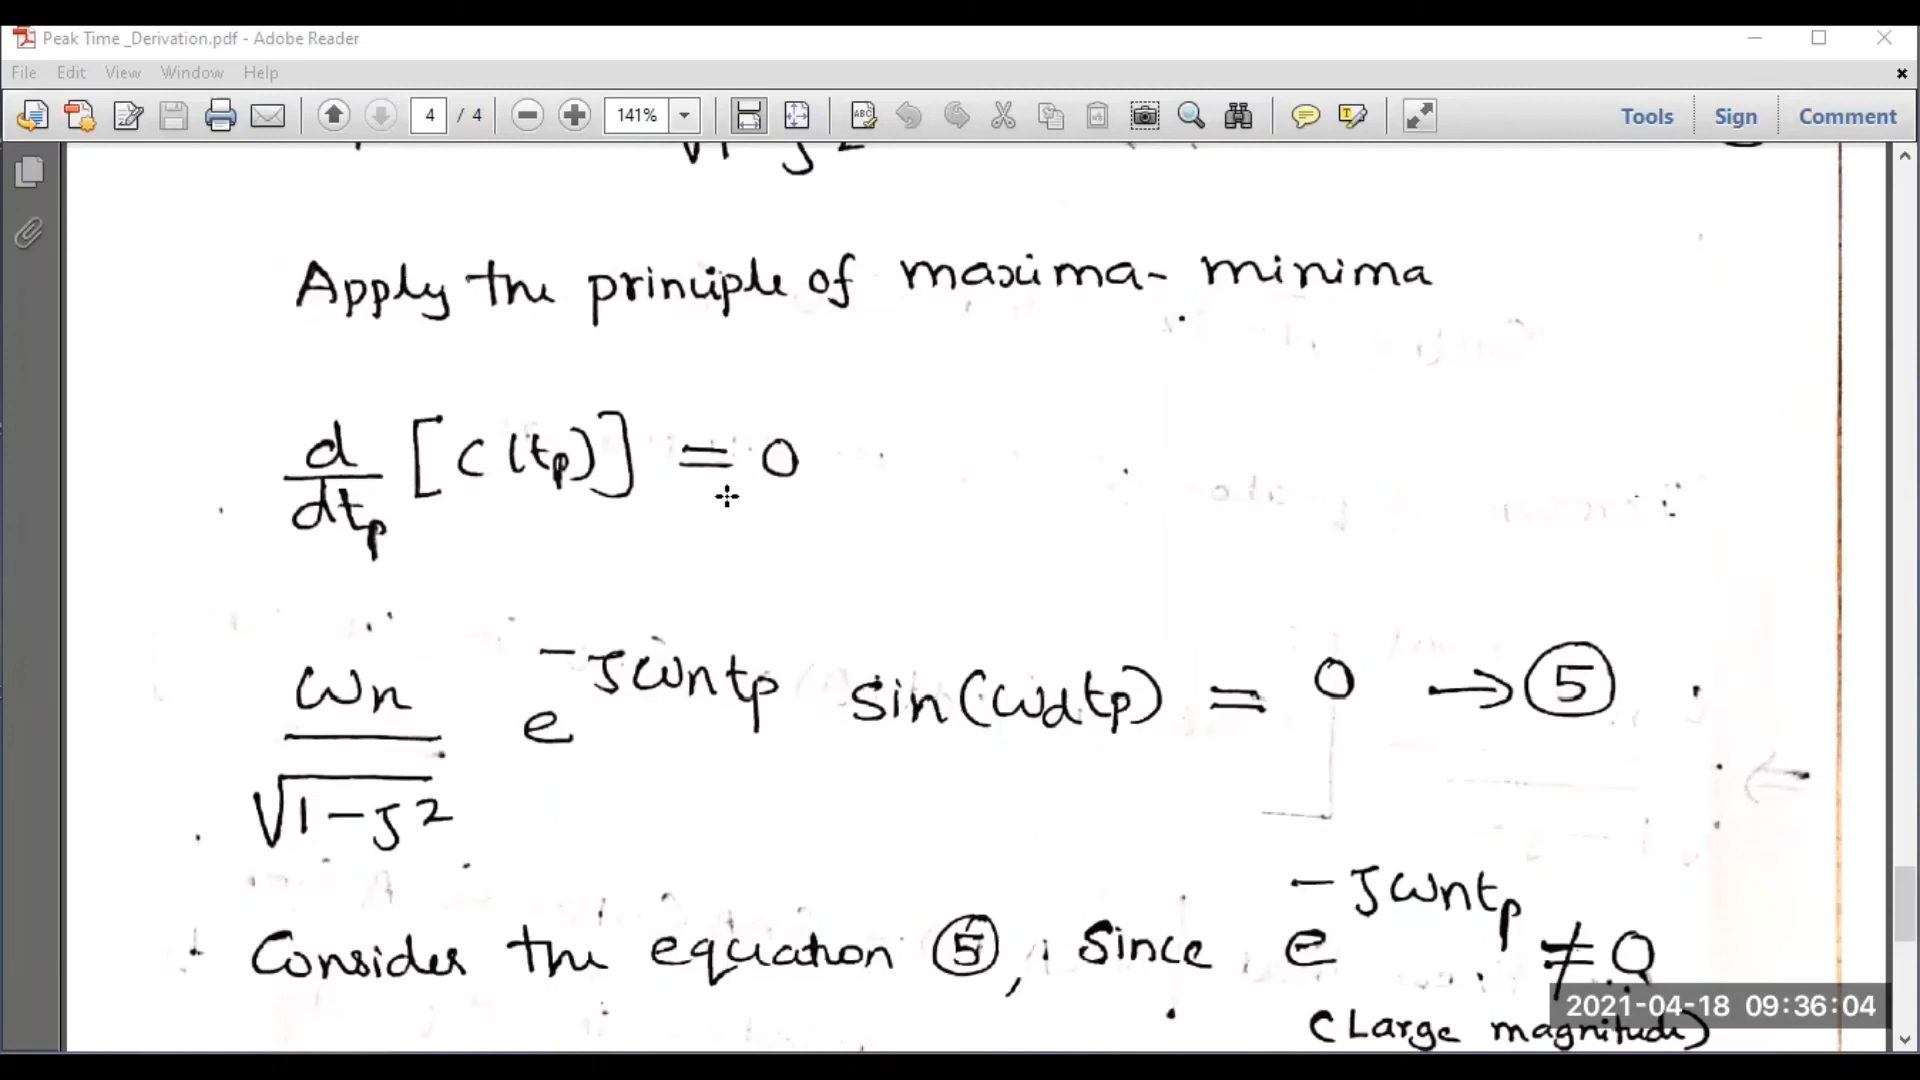 Peak Time _Derivation.pdf - Adobe Reader
File Edit View Window Help
4 / 4 141% Tools Sign Comment
√1-ζ2
Apply the principle of maxima- minima
d/dtp [c(tp)] = 0
ωn/√1-ζ2 e^-ζωntp sin(ωdtp) = 0 → ⑤
Consider the equation ⑤, Since e^-ζωntp ≠ 0
(Large magnitude)
2021-04-18 09:36:04